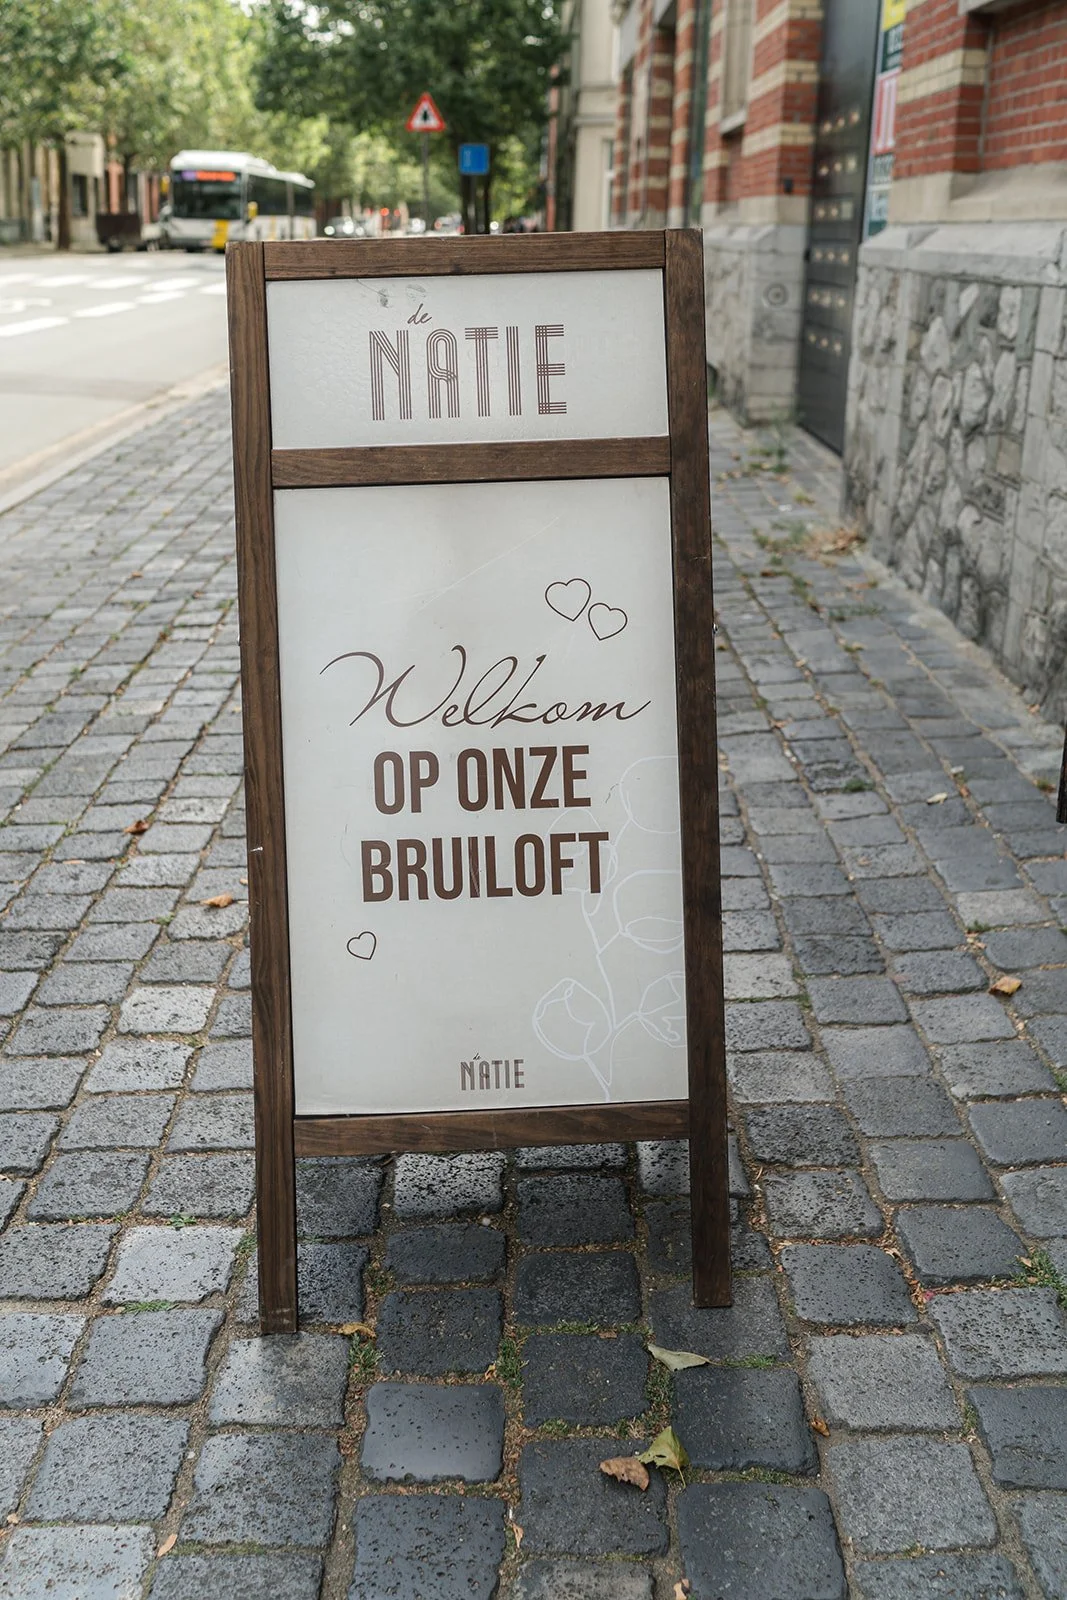 de
NATIE
Welkom
OP ONZE
BRUILOFT
de
NATIE